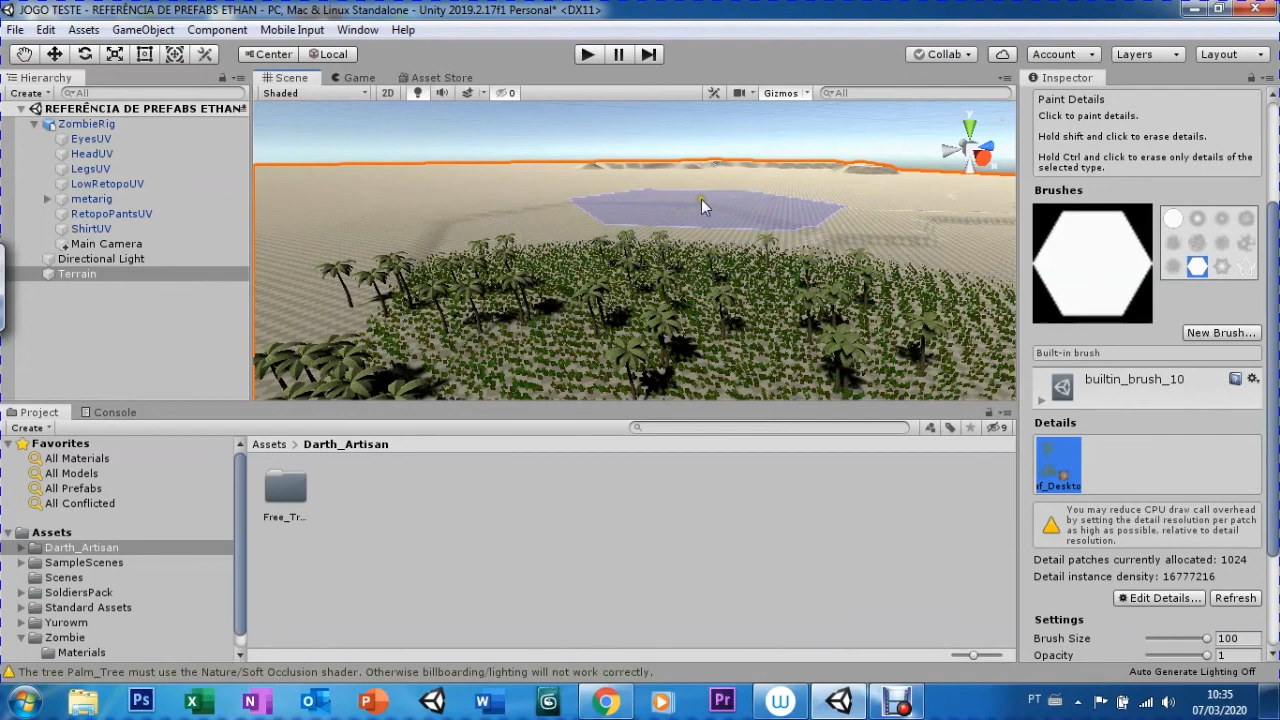 JOGO TESTE - REFERÊNCIA DE PREFABS ETHAN - PC, Mac & Linux Standalone - Unity 2019.2.17f1 Personal* <DX11>
File Edit Assets GameObject Component Mobile Input Window Help
Center Local Collab Account Layers Layout
Hierarchy
Create All
REFERÊNCIA DE PREFABS ETHAN
ZombieRig
EyesUV
HeadUV
LegsUV
LowRetopoUV
metarig
RetopoPantsUV
ShirtUV
Main Camera
Directional Light
Terrain
Scene Game Asset Store
Shaded 2D 0 Gizmos All
y
x
Inspector
Paint Details
Click to paint details.
Hold shift and click to erase details.
Hold Ctrl and click to erase only details of the
selected type.
Brushes
New Brush...
Built-in brush
builtin_brush_10
Details
uf_Deskto
You may reduce CPU draw call overhead
by setting the detail resolution per patch
as high as possible, relative to detail
resolution.
Detail patches currently allocated: 1024
Detail instance density: 16777216
Edit Details... Refresh
Settings
Brush Size 100
Opacity 1
Project Console
Create 9
Favorites
All Materials
All Models
All Prefabs
All Conflicted
Assets
Darth_Artisan
SampleScenes
Scenes
SoldiersPack
Standard Assets
Yurowm
Zombie
Materials
Assets Darth_Artisan
Free_Tr...
The tree Palm_Tree must use the Nature/Soft Occlusion shader. Otherwise billboarding/lighting will not work correctly.
Auto Generate Lighting Off
Ps X N O P W 3 W Pr
PT
10:35
07/03/2020